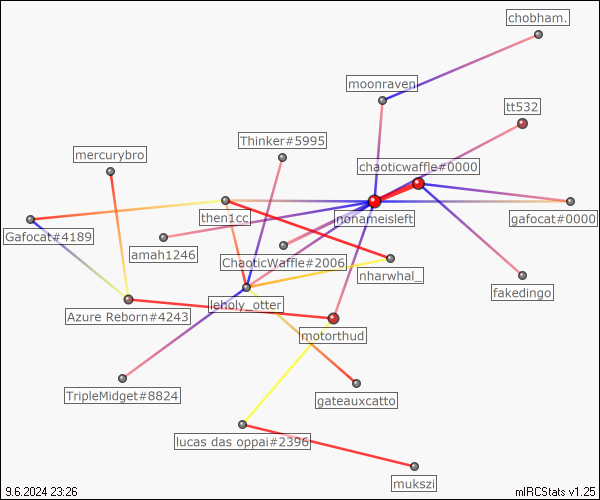 chobham.
moonraven
tt532
Thinker#5995
mercurybro
chaoticwaffle#0000
then1cc
nonameisleft
gafocat#0000
Gafocat#4189
amah1246
ChaoticWaffle#2006
nharwhal_
fakedingo
leholy_otter
Azure Reborn#4243
motorthud
TripleMidget#8824
gateauxcatto
lucas das oppai#2396
mukszi
9.6.2024 23:26
mIRCStats v1.25